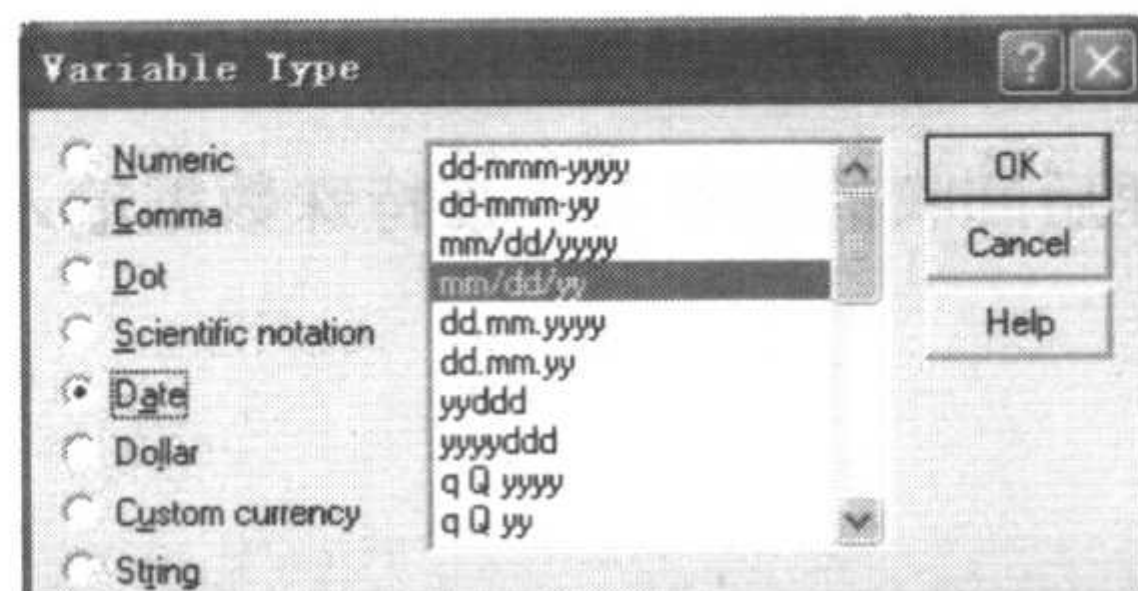 Variable Type
Numeric
Comma
Dot
Scientific notation
Date
Dollar
Custom currency
String
dd-mmm-yyyy
dd-mmm-yy
mm/dd/yyyy
mm/dd/yy
dd.mm.yyyy
dd.mm.yy
yyddd
yyyyddd
q Q yyyy
q Q yy
OK
Cancel
Help